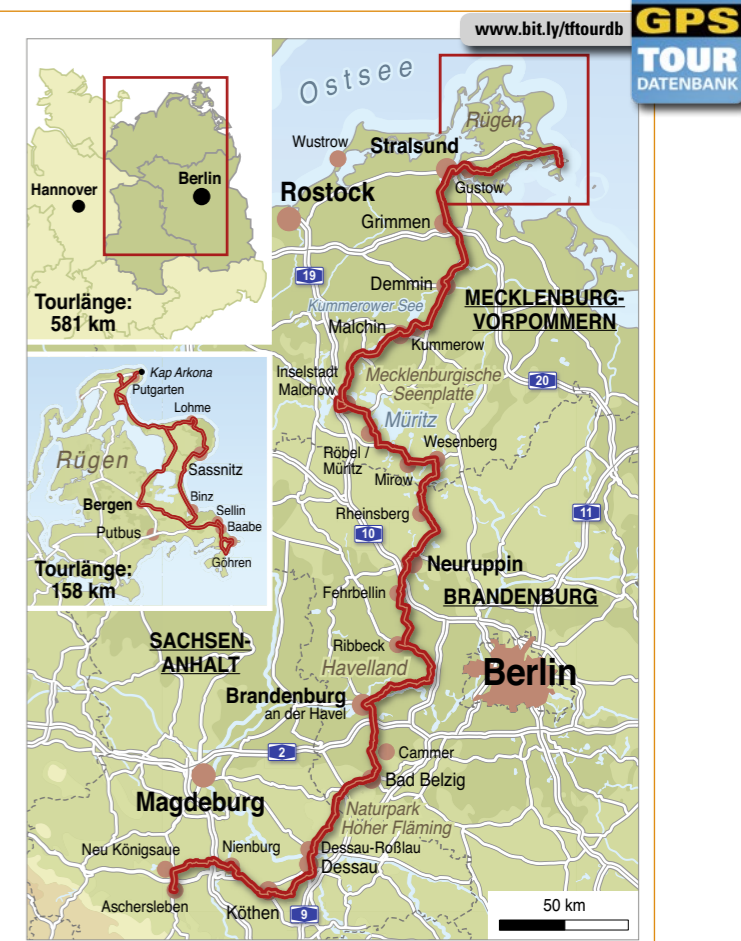 www.bit.ly/tftourdb
GPS
TOUR
DATENBANK
Hannover
Berlin
Tourlänge:
581 km
Kap Arkona
Putgarten
Lohme
Rügen
Sassnitz
Bergen
Binz
Sellin
Baabe
Putbus
Göhren
Tourlänge:
158 km
Ostsee
Rügen
Wustrow
Stralsund
Gustow
Rostock
Grimmen
19
Demmin
MECKLENBURG-
VORPOMMERN
Kummerower See
Malchin
Kummerow
Inselstadt
Malchow
Mecklenburgische
Seenplatte
20
Müritz
Wesenberg
Röbel /
Müritz
Mirow
Rheinsberg
11
10
Neuruppin
Fehrbellin
BRANDENBURG
SACHSEN-
ANHALT
Ribbeck
Havelland
Berlin
Brandenburg
an der Havel
2
Cammer
Bad Belzig
Magdeburg
Naturpark
Hoher Fläming
Neu Königsaue
Nienburg
Dessau-Roßlau
Dessau
Aschersleben
Köthen
9
50 km